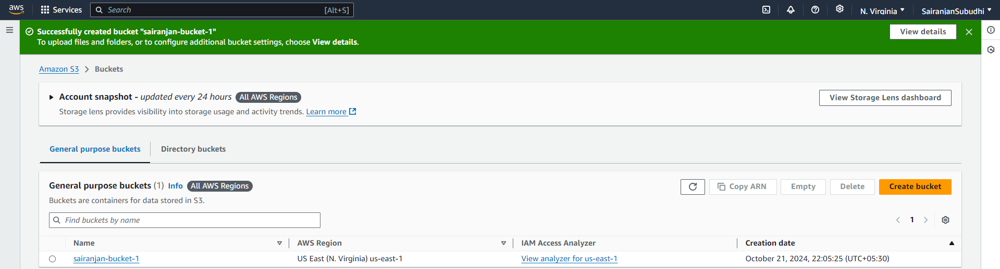 aws Services Search [Alt+S] N. Virginia SairanjanSubudhi
Successfully created bucket "sairanjan-bucket-1"
To upload files and folders, or to configure additional bucket settings, choose View details.
View details
Amazon S3 Buckets
Account snapshot - updated every 24 hours All AWS Regions
View Storage Lens dashboard
Storage lens provides visibility into storage usage and activity trends. Learn more
General purpose buckets Directory buckets
General purpose buckets (1) Info All AWS Regions
Copy ARN Empty Delete Create bucket
Buckets are containers for data stored in S3.
Find buckets by name
1
Name AWS Region IAM Access Analyzer Creation date
sairanjan-bucket-1 US East (N. Virginia) us-east-1 View analyzer for us-east-1 October 21, 2024, 22:05:25 (UTC+05:30)